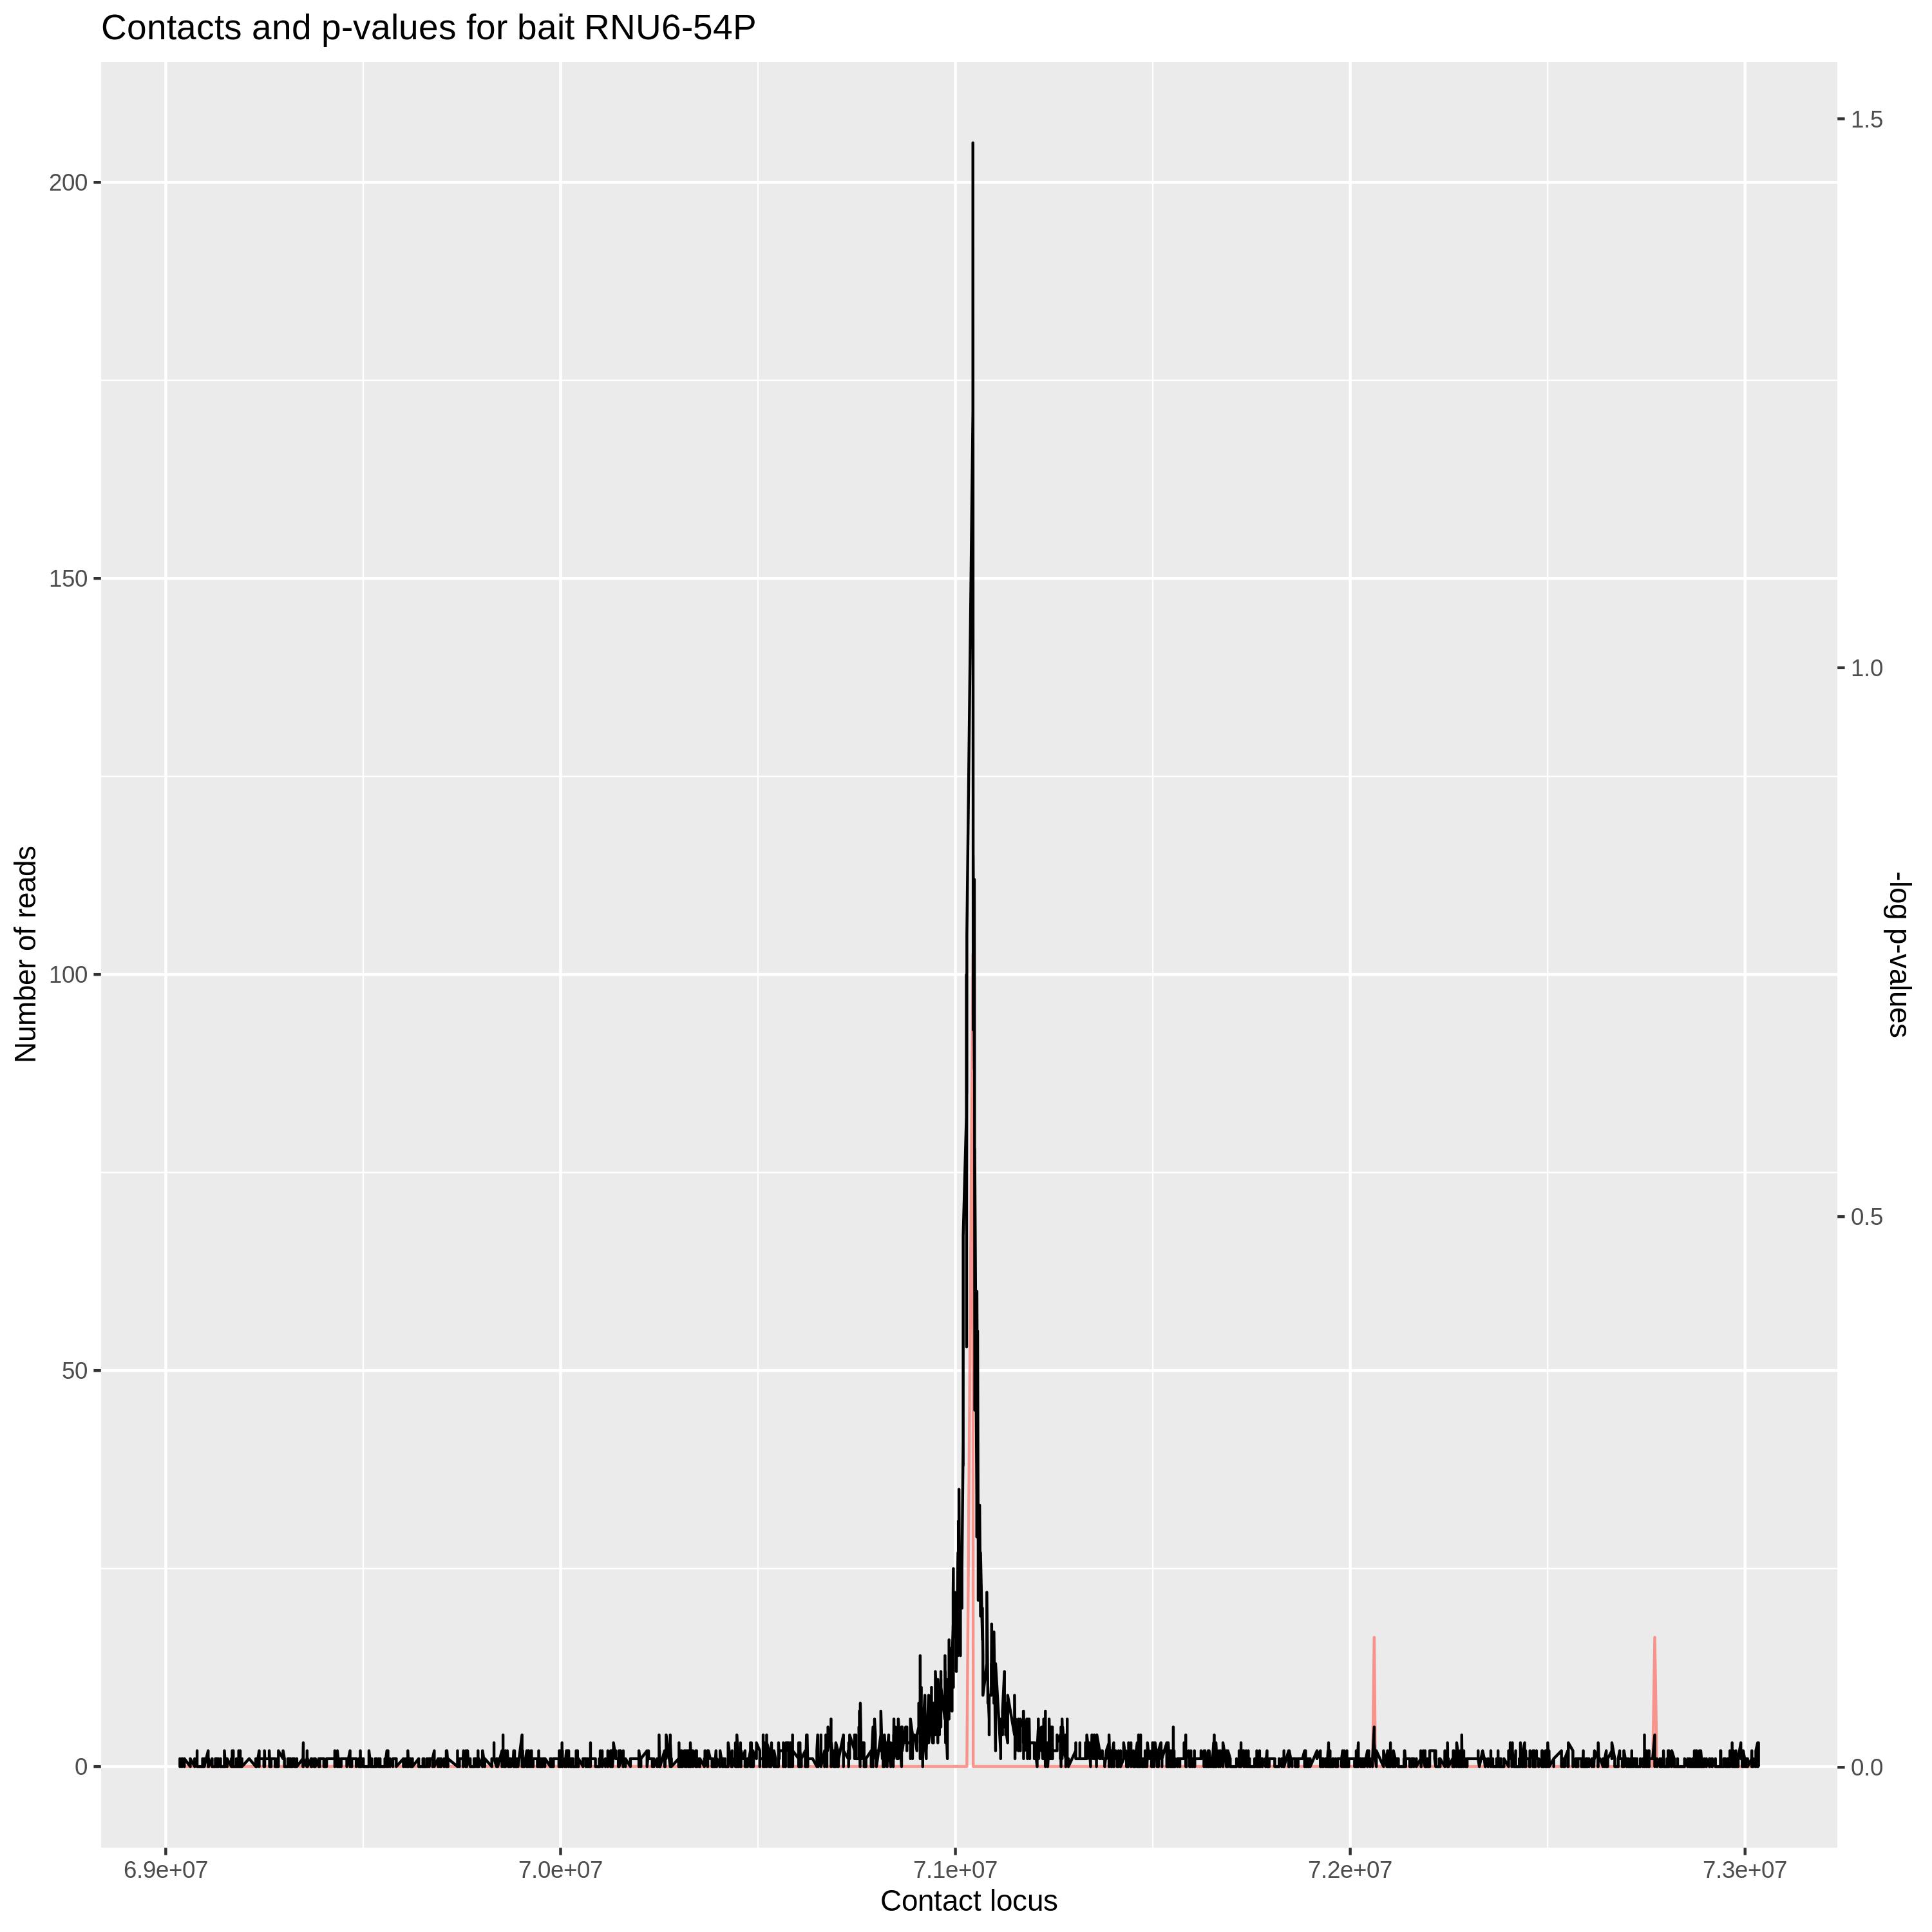 Contacts and p-values for bait RNU6-54P
200
150
100
50
0
Number of reads
1.5
1.0
0.5
0.0
-log p-values
6.9e+07
7.0e+07
7.1e+07
7.2e+07
7.3e+07
Contact locus